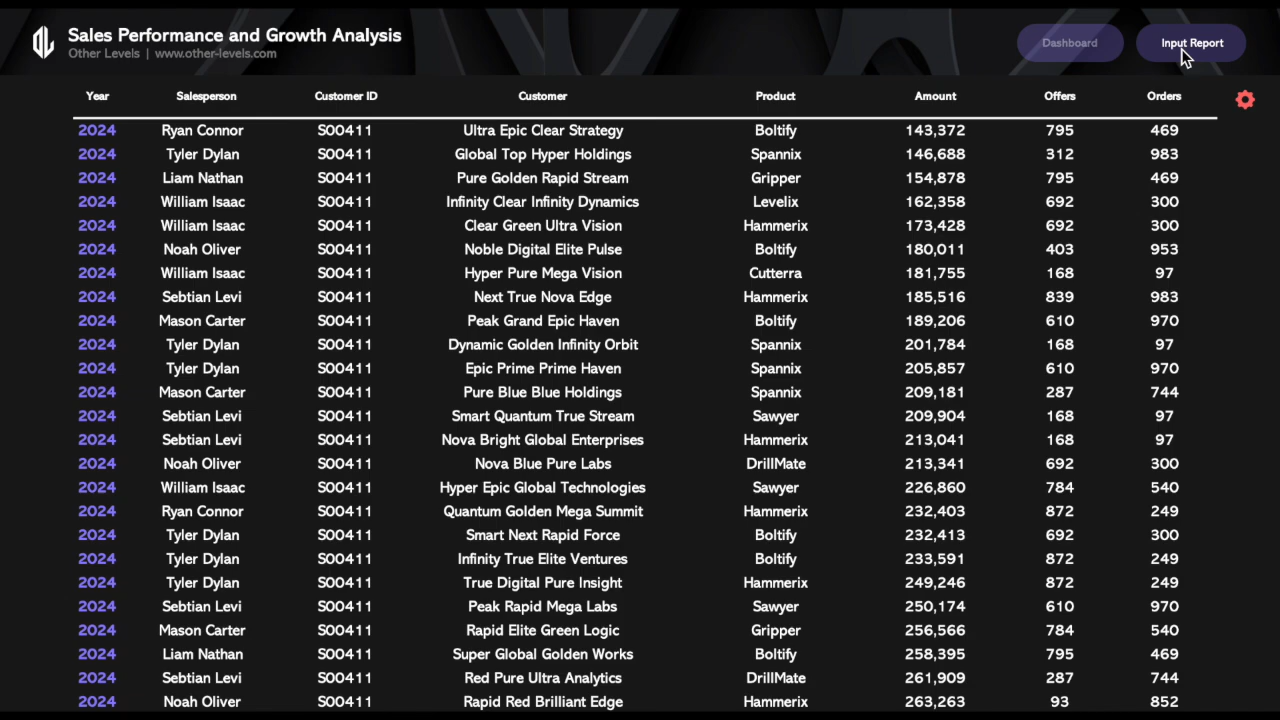 Sales Performance and Growth Analysis
Other Levels | www.other-levels.com
Dashboard
Input Report
Year Salesperson Customer ID Customer Product Amount Offers Orders
2024 Ryan Connor S00411 Ultra Epic Clear Strategy Boltify 143,372 795 469
2024 Tyler Dylan S00411 Global Top Hyper Holdings Spannix 146,688 312 983
2024 Liam Nathan S00411 Pure Golden Rapid Stream Gripper 154,878 795 469
2024 William Isaac S00411 Infinity Clear Infinity Dynamics Levelix 162,358 692 300
2024 William Isaac S00411 Clear Green Ultra Vision Hammerix 173,428 692 300
2024 Noah Oliver S00411 Noble Digital Elite Pulse Boltify 180,011 403 953
2024 William Isaac S00411 Hyper Pure Mega Vision Cutterra 181,755 168 97
2024 Sebtian Levi S00411 Next True Nova Edge Hammerix 185,516 839 983
2024 Mason Carter S00411 Peak Grand Epic Haven Boltify 189,206 610 970
2024 Tyler Dylan S00411 Dynamic Golden Infinity Orbit Spannix 201,784 168 97
2024 Tyler Dylan S00411 Epic Prime Prime Haven Spannix 205,857 610 970
2024 Mason Carter S00411 Pure Blue Blue Holdings Spannix 209,181 287 744
2024 Sebtian Levi S00411 Smart Quantum True Stream Sawyer 209,904 168 97
2024 Sebtian Levi S00411 Nova Bright Global Enterprises Hammerix 213,041 168 97
2024 Noah Oliver S00411 Nova Blue Pure Labs DrillMate 213,341 692 300
2024 William Isaac S00411 Hyper Epic Global Technologies Sawyer 226,860 784 540
2024 Ryan Connor S00411 Quantum Golden Mega Summit Hammerix 232,403 872 249
2024 Tyler Dylan S00411 Smart Next Rapid Force Boltify 232,413 692 300
2024 Tyler Dylan S00411 Infinity True Elite Ventures Boltify 233,591 872 249
2024 Tyler Dylan S00411 True Digital Pure Insight Hammerix 249,246 872 249
2024 Sebtian Levi S00411 Peak Rapid Mega Labs Sawyer 250,174 610 970
2024 Mason Carter S00411 Rapid Elite Green Logic Gripper 256,566 784 540
2024 Liam Nathan S00411 Super Global Golden Works Boltify 258,395 795 469
2024 Sebtian Levi S00411 Red Pure Ultra Analytics DrillMate 261,909 287 744
2024 Noah Oliver S00411 Rapid Red Brilliant Edge Hammerix 263,263 93 852